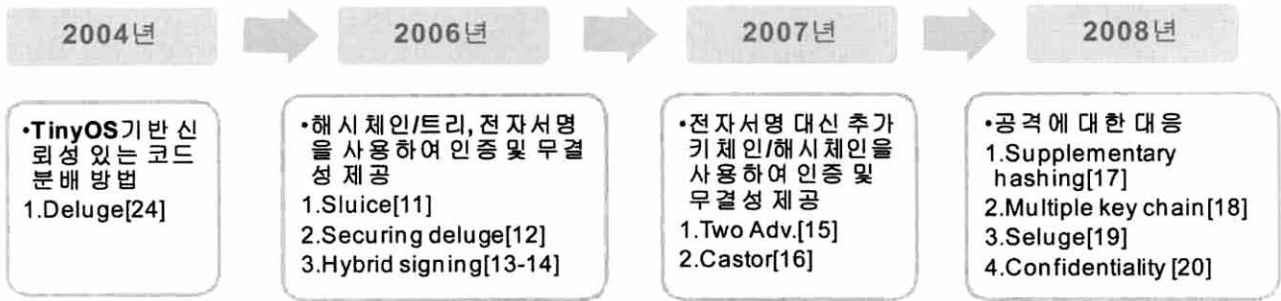 2004년
2006년
2007년
2008년
•TinyOS기반 신
뢰성 있는 코드
분배 방법
1.Deluge[24]
•해시체인/트리,전자서명
을 사용하여 인증 및 무결
성 제공
1.Sluice[11]
2.Securing deluge[12]
3.Hybrid signing[13-14]
•전자서명 대신 추가
키체인/해시체인을
사용하여 인증 및
무결성 제공
1.Two Adv.[15]
2.Castor[16]
•공격에 대한 대응
1.Supplementary
hashing[17]
2.Multiple key chain[18]
3.Seluge[19]
4.Confidentiality [20]